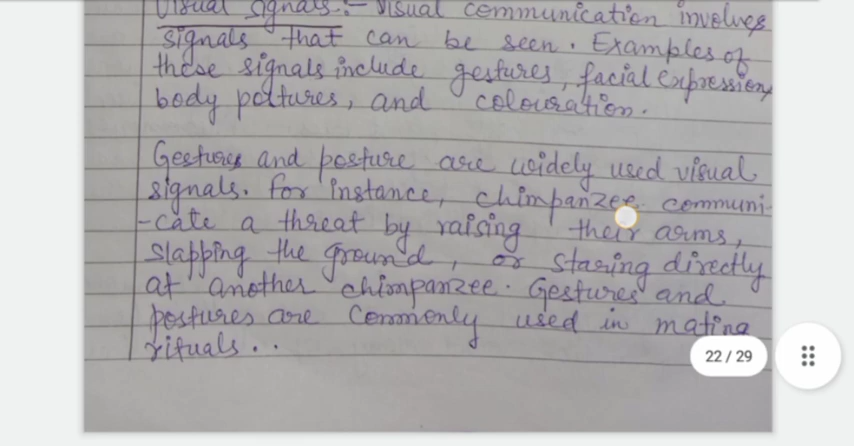 Visual signals :- Visual communication involves
signals that can be seen. Examples of
these signals include gestures, facial expression,
body potures, and colouration.
Gestures and posture are widely used visual
signals. For instance, chimpanzee communi-
-cate a threat by raising their arms,
slapping the ground, or staring directly
at another chimpanzee. Gestures and
postures are commenly used in mating
rituals..
22 / 29